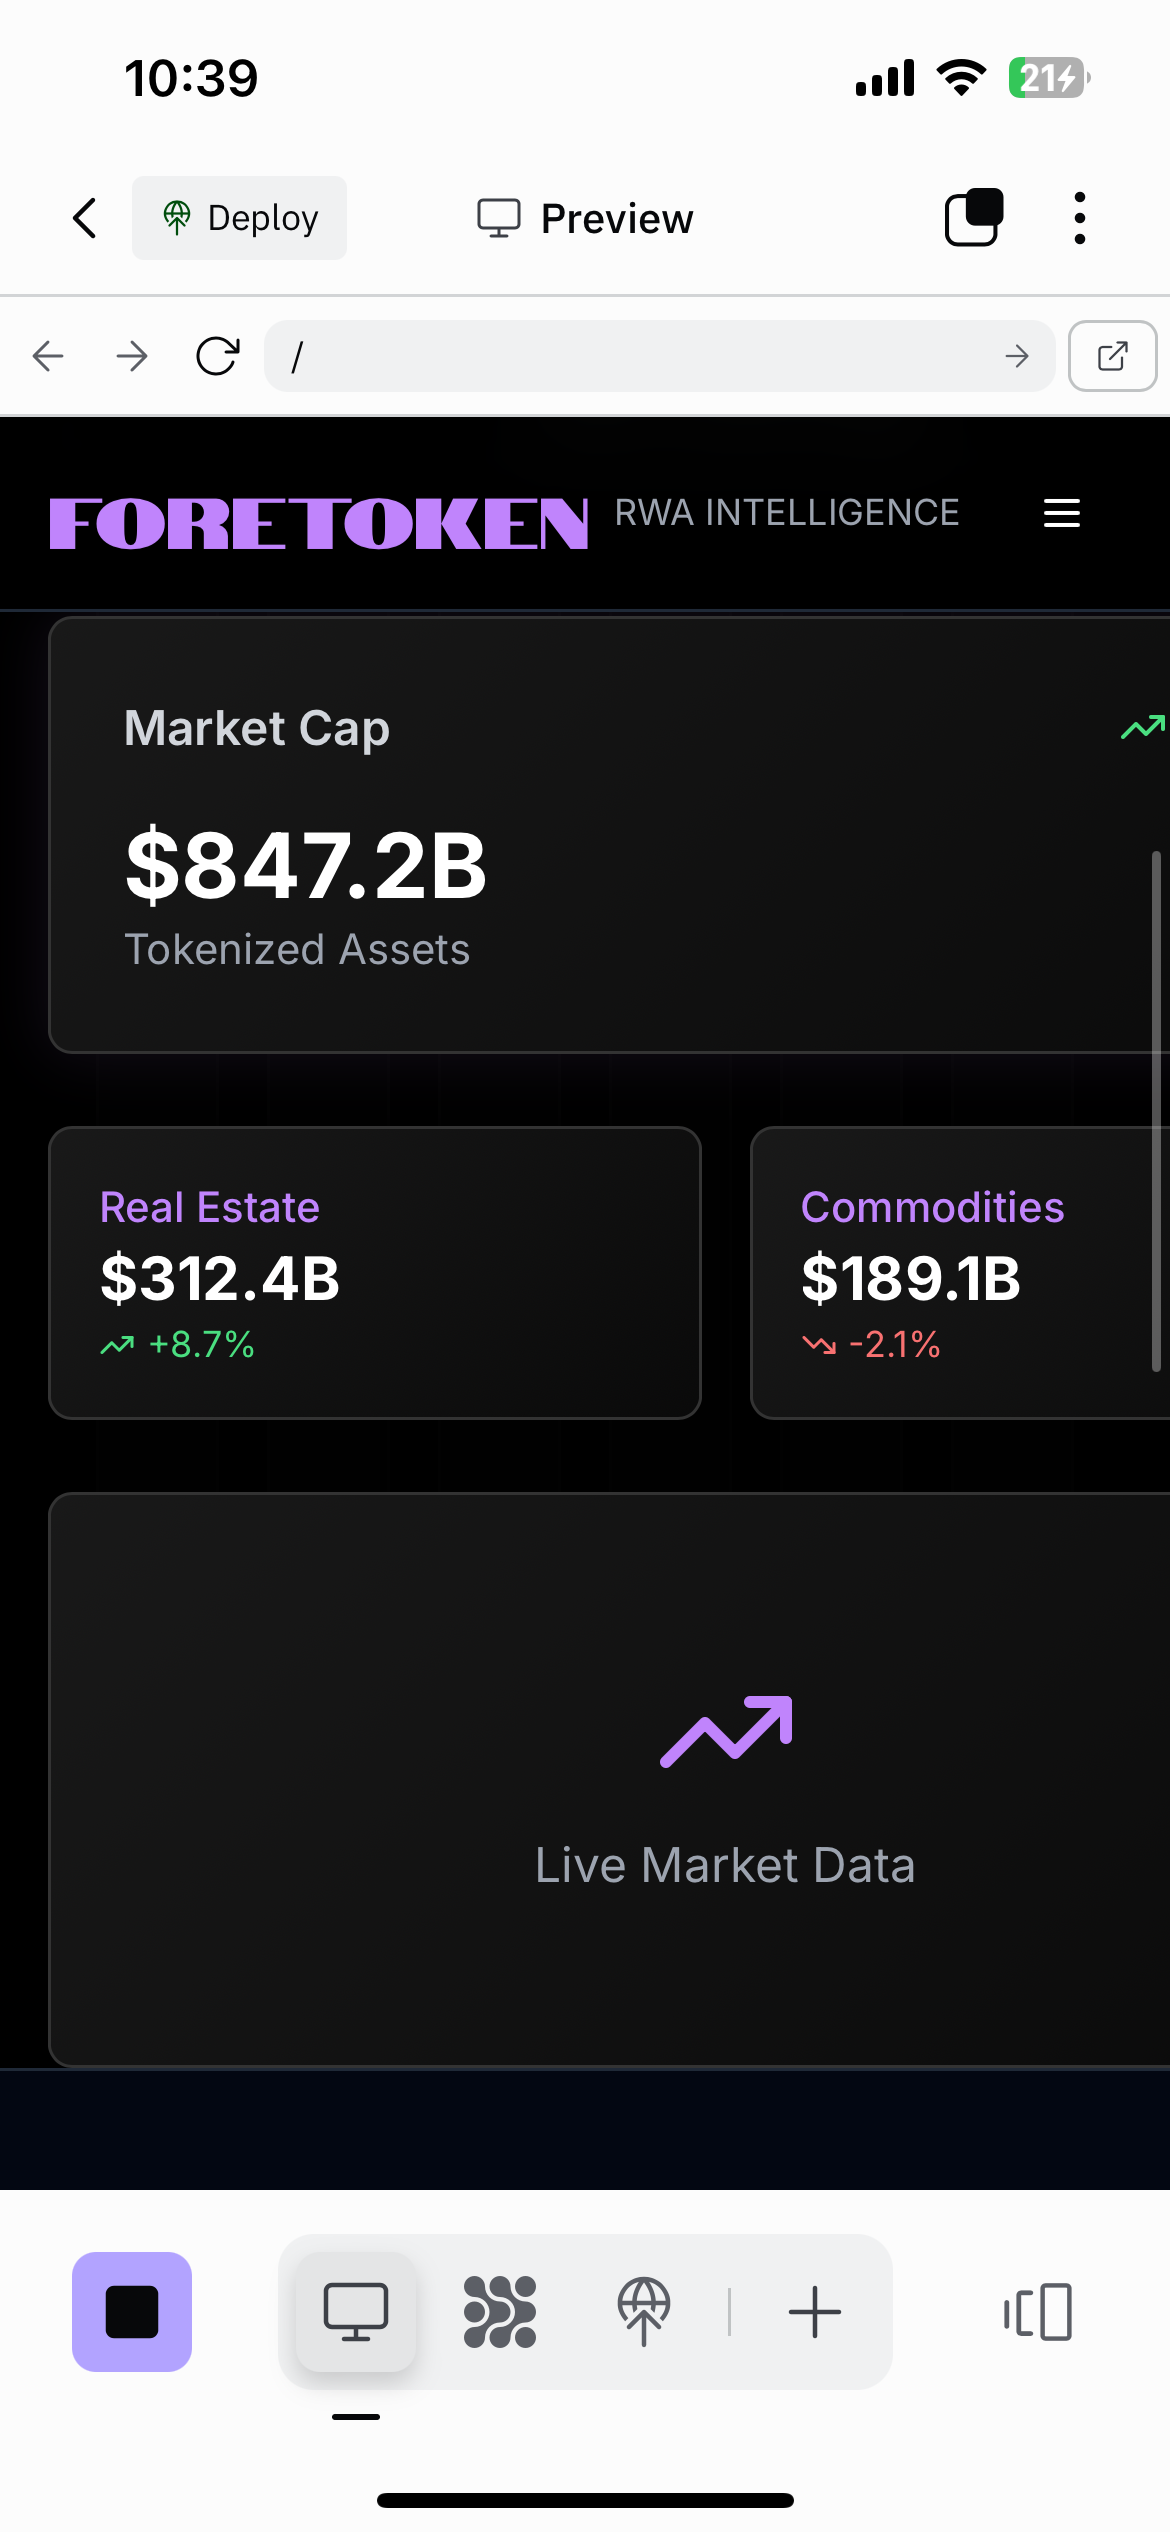 10:39
21
Deploy
Preview
/
FORETOKEN RWA INTELLIGENCE
Market Cap
$847.2B
Tokenized Assets
Real Estate
$312.4B
+8.7%
Commodities
$189.1B
-2.1%
Live Market Data